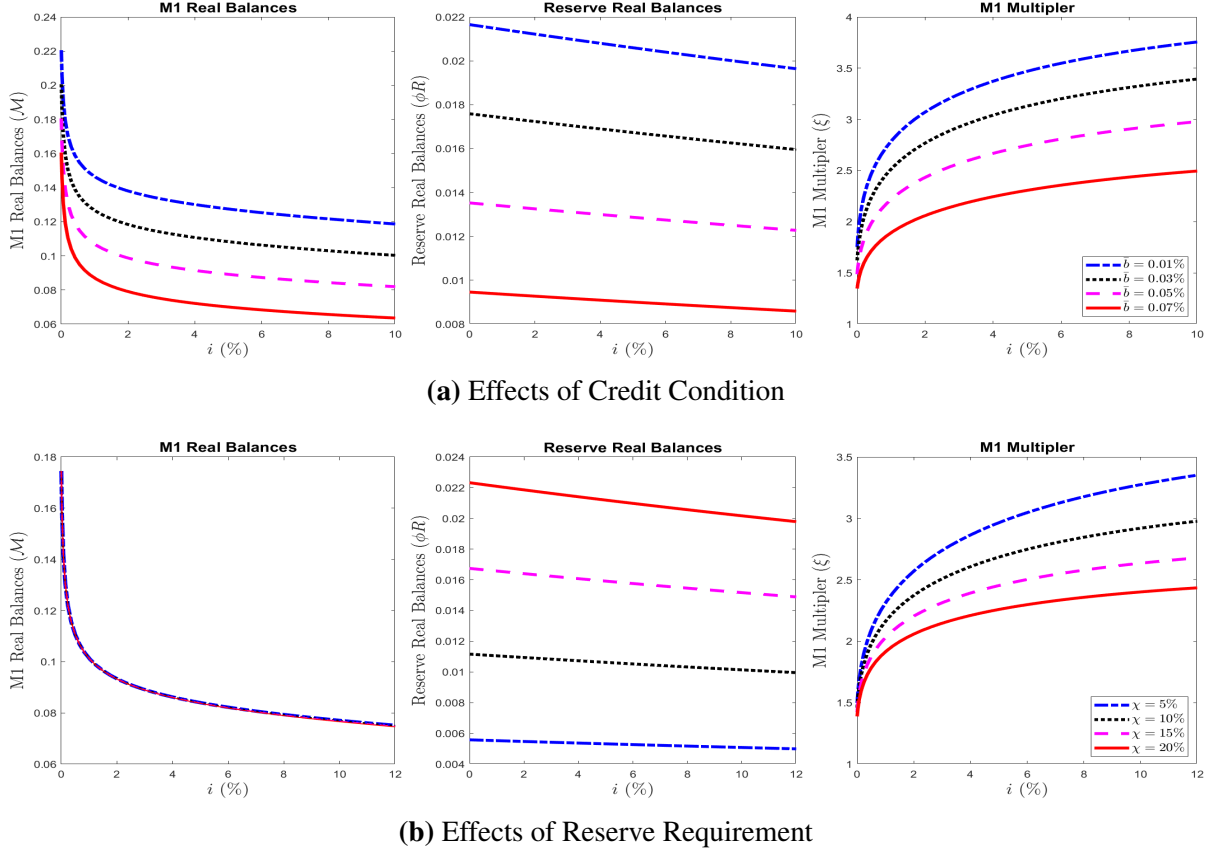 M1 Real Balances
M1 Real Balances (ℳ)
0.24
0.22
0.2
0.18
0.16
0.14
0.12
0.1
0.08
0.06
0 2 4 6 8 10
i (%)
Reserve Real Balances
Reserve Real Balances (ϕR)
0.022
0.02
0.018
0.016
0.014
0.012
0.01
0.008
0 2 4 6 8 10
i (%)
M1 Multipler
M1 Multipler (ξ)
4
3.5
3
2.5
2
1.5
1
0 2 4 6 8 10
i (%)
b̄ = 0.01%
b̄ = 0.03%
b̄ = 0.05%
b̄ = 0.07%
(a) Effects of Credit Condition
M1 Real Balances
M1 Real Balances (ℳ)
0.18
0.16
0.14
0.12
0.1
0.08
0.06
0 2 4 6 8 10 12
i (%)
Reserve Real Balances
Reserve Real Balances (ϕR)
0.024
0.022
0.02
0.018
0.016
0.014
0.012
0.01
0.008
0.006
0.004
0 2 4 6 8 10 12
i (%)
M1 Multipler
M1 Multipler (ξ)
3.5
3
2.5
2
1.5
1
0 2 4 6 8 10 12
i (%)
χ = 5%
χ = 10%
χ = 15%
χ = 20%
(b) Effects of Reserve Requirement